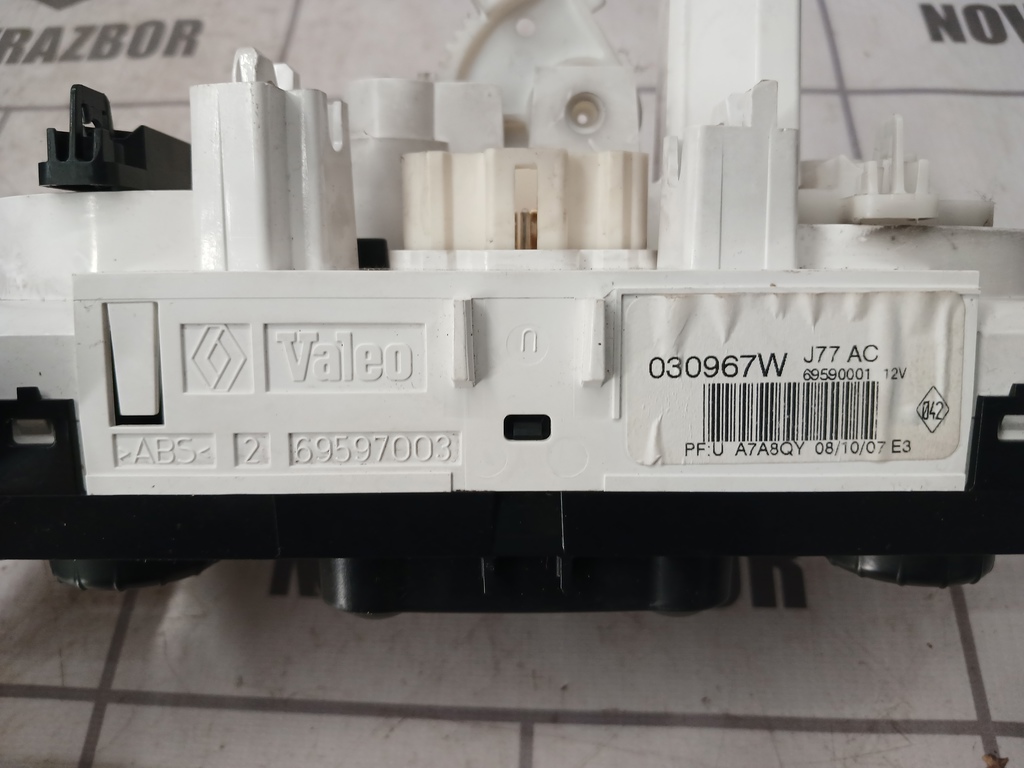 RAZBOR
NOV
Valeo
>ABS<
2
69597003
n
030967W
J77 AC
69590001 12V
042
PF:U A7A8QY 08/10/07 E3